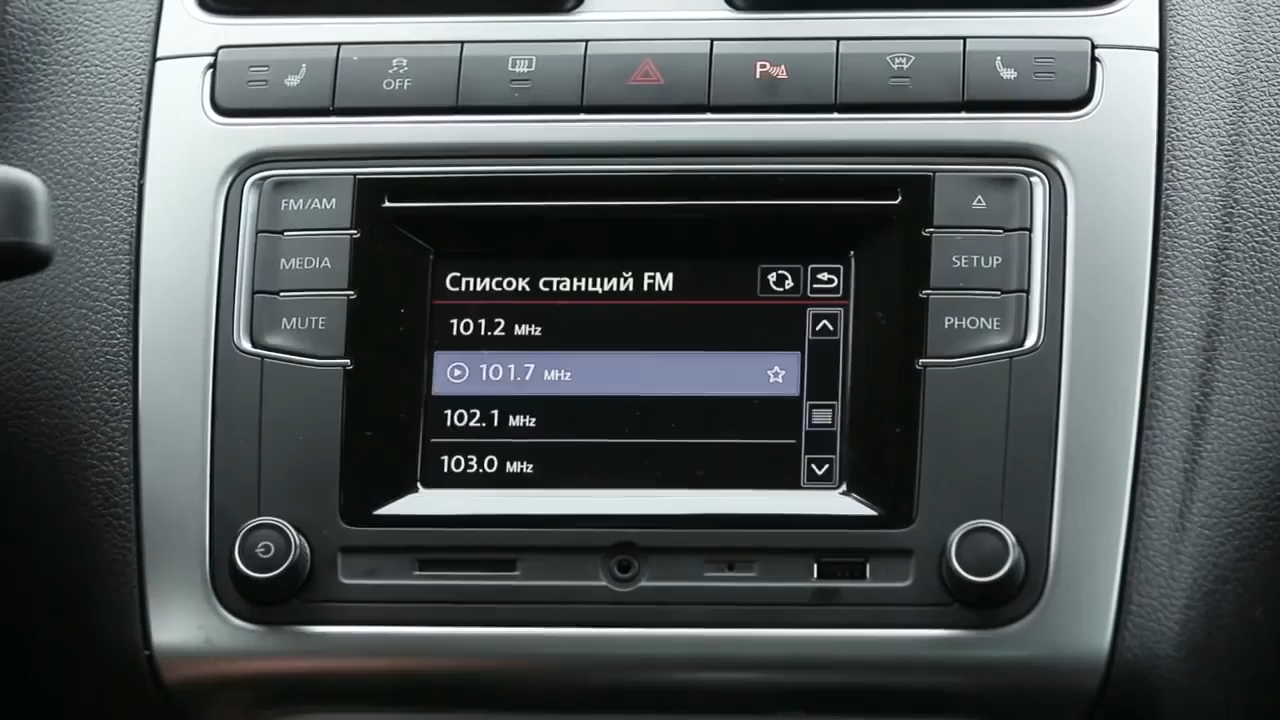 OFF
P
FM/AM
MEDIA
MUTE
SETUP
PHONE
Список станций FM
101.2 MHz
101.7 MHz
102.1 MHz
103.0 MHz